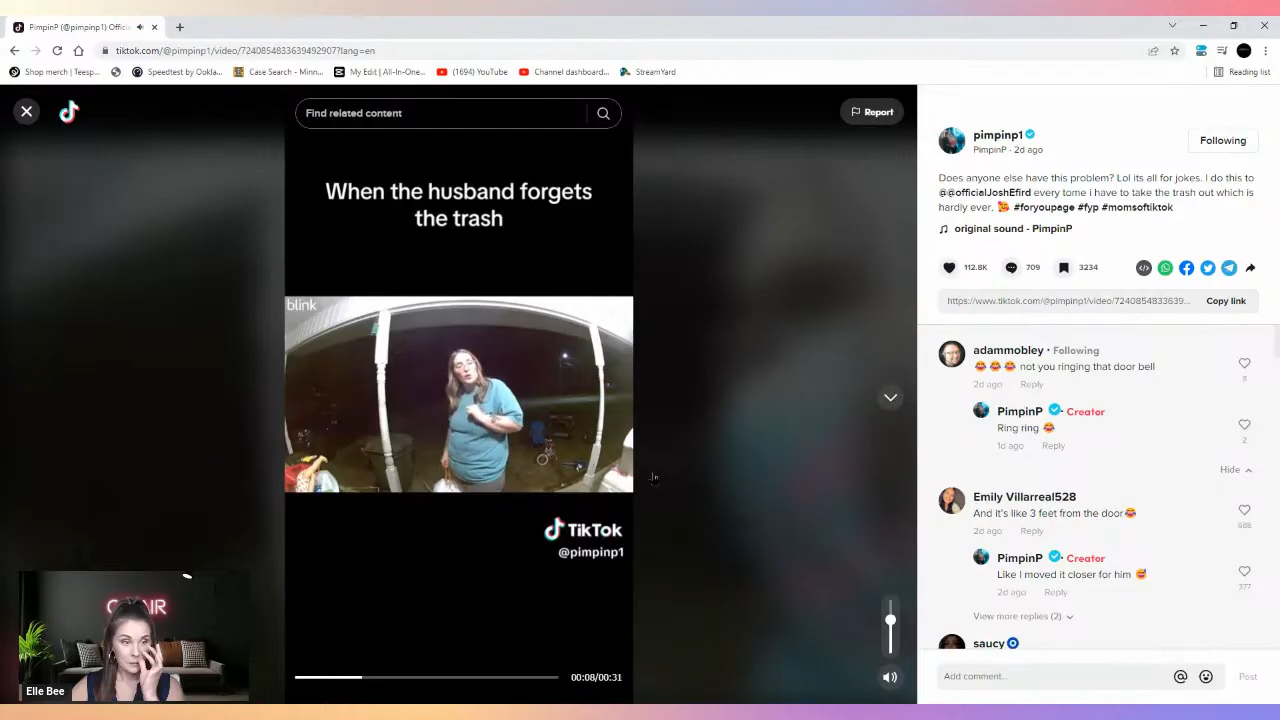 PimpinP (@pimpinp1) Offici
tiktok.com/@pimpinp1/video/7240854833639492907?lang=en
Shop merch | Teesp...
Speedtest by Ookla...
Case Search - Minn...
My Edit | All-In-One...
(1694) YouTube
Channel dashboard...
StreamYard
Reading list
Find related content
Report
When the husband forgets
the trash
blink
TikTok
@pimpinp1
00:08/00:31
ON AIR
Elle Bee
pimpinp1
PimpinP · 2d ago
Following
Does anyone else have this problem? Lol its all for jokes. I do this to
@@officialJoshEfird every tome i have to take the trash out which is
hardly ever. 🥰 #foryoupage #fyp #momsoftiktok
original sound - PimpinP
112.8K
709
3234
https://www.tiktok.com/@pimpinp1/video/7240854833639...
Copy link
adammobley · Following
😂 😂 😂 not you ringing that door bell
8
2d ago Reply
PimpinP · Creator
Ring ring 😂
2
1d ago Reply
Hide
Emily Villarreal528
And it's like 3 feet from the door😂
688
2d ago Reply
PimpinP · Creator
Like I moved it closer for him 😅
377
2d ago Reply
View more replies (2)
saucy
Add comment...
Post